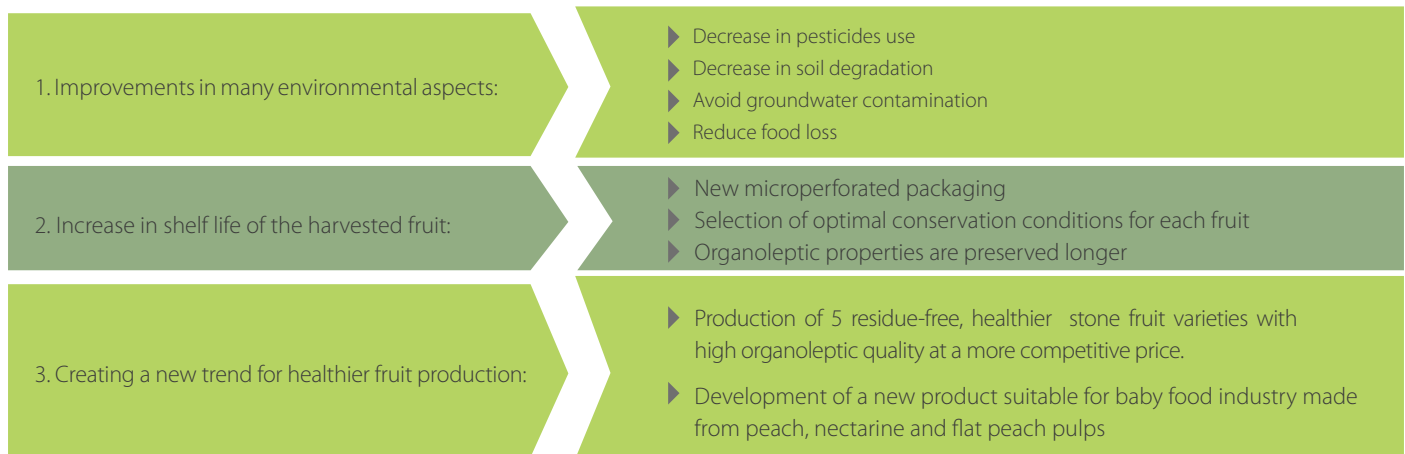 1. Improvements in many environmental aspects:
Decrease in pesticides use
Decrease in soil degradation
Avoid groundwater contamination
Reduce food loss
2. Increase in shelf life of the harvested fruit:
New microperforated packaging
Selection of optimal conservation conditions for each fruit
Organoleptic properties are preserved longer
3. Creating a new trend for healthier fruit production:
Production of 5 residue-free, healthier stone fruit varieties with
high organoleptic quality at a more competitive price.
Development of a new product suitable for baby food industry made
from peach, nectarine and flat peach pulps